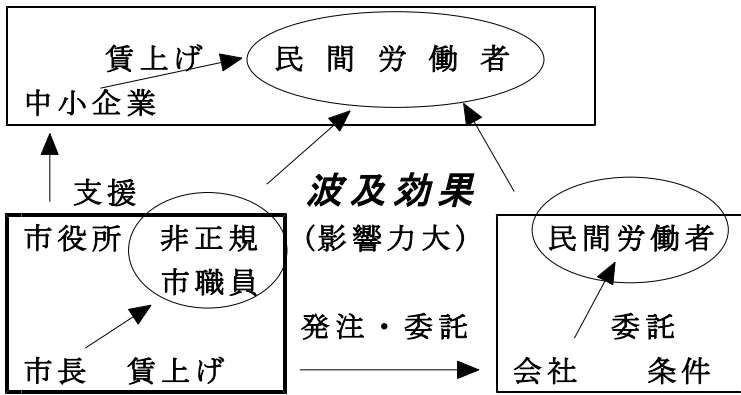 賃上げ 民間労働者
中小企業
支援
波及効果
(影響力大)
市役所 非正規
市職員
市長 賃上げ
発注・委託
民間労働者
委託
会社 条件